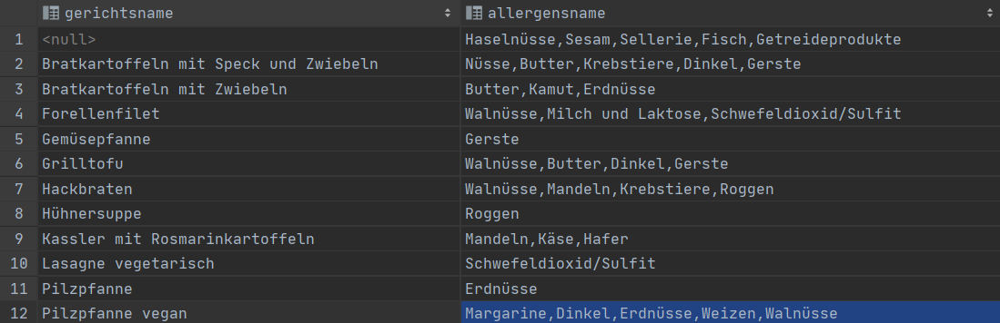 gerichtsname allergensname
1 <null> Haselnüsse,Sesam,Sellerie,Fisch,Getreideprodukte
2 Bratkartoffeln mit Speck und Zwiebeln Nüsse,Butter,Krebstiere,Dinkel,Gerste
3 Bratkartoffeln mit Zwiebeln Butter,Kamut,Erdnüsse
4 Forellenfilet Walnüsse,Milch und Laktose,Schwefeldioxid/Sulfit
5 Gemüsepfanne Gerste
6 Grilltofu Walnüsse,Butter,Dinkel,Gerste
7 Hackbraten Walnüsse,Mandeln,Krebstiere,Roggen
8 Hühnersuppe Roggen
9 Kassler mit Rosmarinkartoffeln Mandeln,Käse,Hafer
10 Lasagne vegetarisch Schwefeldioxid/Sulfit
11 Pilzpfanne Erdnüsse
12 Pilzpfanne vegan Margarine,Dinkel,Erdnüsse,Weizen,Walnüsse